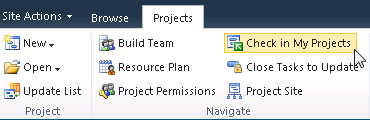 Site Actions Browse Projects
New Build Team Check in My Projects
Open Resource Plan Close Tasks to Update
Update List Project Permissions Project Site
Project Navigate